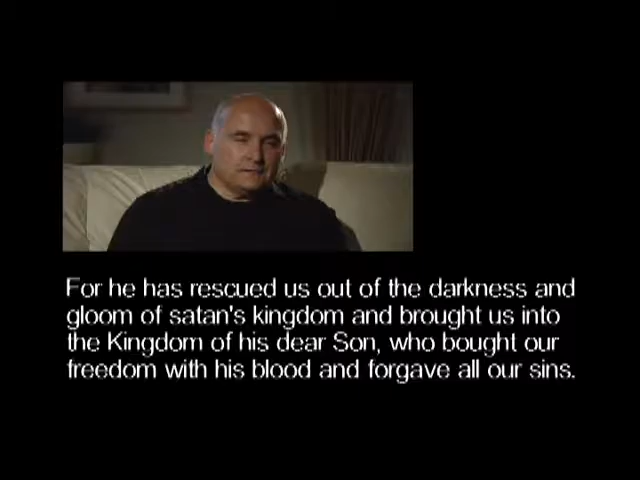 For he has rescued us out of the darkness and
gloom of satan's kingdom and brought us into
the Kingdom of his dear Son, who bought our
freedom with his blood and forgave all our sins.